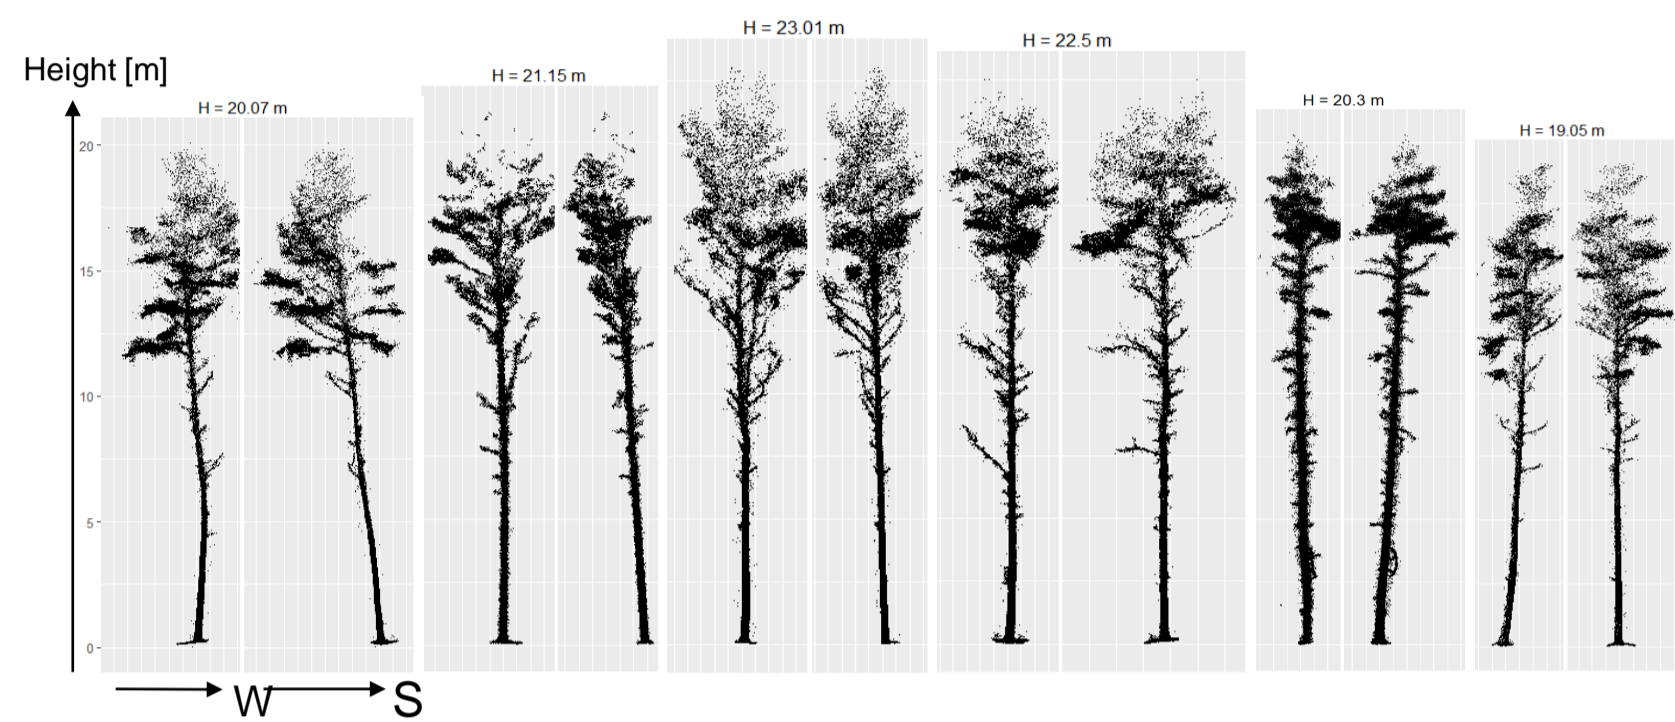 H = 23.01 m
H = 22.5 m
Height [m]
H = 21.15 m
H = 20.07 m
H = 20.3 m
H = 19.05 m
20
15
10
5
0
W
S